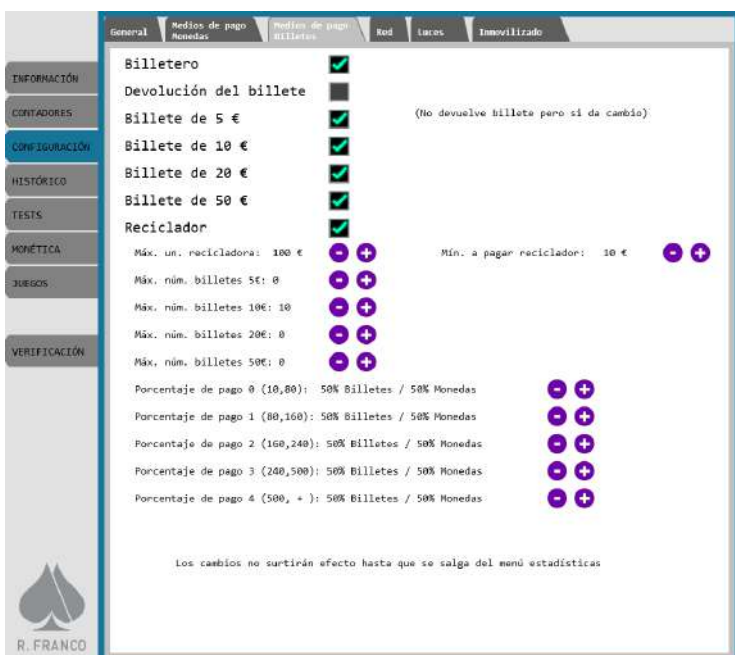 General
Medios de pago
Monedas
Medios de pago
Billetes
Red
Luces
Inmovilizado
INFORMACIÓN
CONTADORES
CONFIGURACIÓN
HISTÓRICO
TESTS
MONÉTICA
JUEGOS
VERIFICACIÓN
Billetero
Devolución del billete
(No devuelve billete pero si da cambio)
Billete de 5 €
Billete de 10 €
Billete de 20 €
Billete de 50 €
Reciclador
Máx. un. recicladora: 100 €
Mín. a pagar reciclador: 10 €
Máx. núm. billetes 5€: 0
Máx. núm. billetes 10€: 10
Máx. núm. billetes 20€: 0
Máx. núm. billetes 50€: 0
Porcentaje de pago 0 (10,80): 50% Billetes / 50% Monedas
Porcentaje de pago 1 (80,160): 50% Billetes / 50% Monedas
Porcentaje de pago 2 (160,240): 50% Billetes / 50% Monedas
Porcentaje de pago 3 (240,500): 50% Billetes / 50% Monedas
Porcentaje de pago 4 (500, + ): 50% Billetes / 50% Monedas
Los cambios no surtirán efecto hasta que se salga del menú estadísticas
R. FRANCO